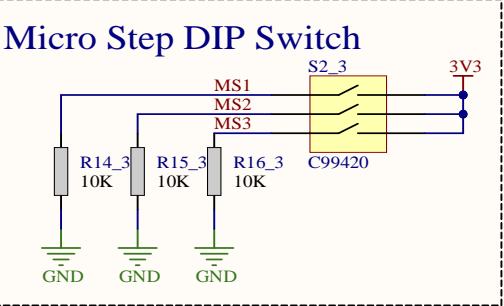 Micro Step DIP Switch
S2_3
3V3
MS1
MS2
MS3
R14_3
R15_3
R16_3
C99420
10K
10K
10K
GND
GND
GND